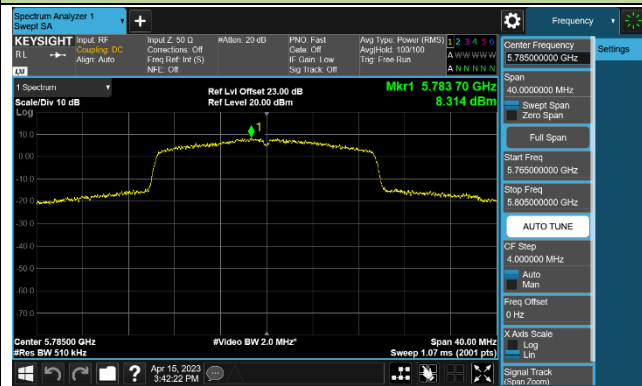 Spectrum Analyzer 1
Swept SA
+
Frequency
KEYSIGHT
RL
LXI
Input: RF
Coupling: DC
Align: Auto
Input Z: 50 Ω
Corrections: Off
Freq Ref: Int (S)
NFE: Off
#Atten: 20 dB
PNO: Fast
Gate: Off
IF Gain: Low
Sig Track: Off
Avg Type: Power (RMS)
Avg|Hold: 100/100
Trig: Free Run
1 2 3 4 5 6
A W W W W W
A N N N N N
1 Spectrum
Scale/Div 10 dB
Log
Ref Lvl Offset 23.00 dB
Ref Level 20.00 dBm
Mkr1 5.783 70 GHz
8.314 dBm
1
10.0
0.00
-10.0
-20.0
-30.0
-40.0
-50.0
-60.0
-70.0
Center 5.78500 GHz
#Res BW 510 kHz
#Video BW 2.0 MHz*
Span 40.00 MHz
Sweep 1.07 ms (2001 pts)
Center Frequency
5.785000000 GHz
Settings
Span
40.0000000 MHz
Swept Span
Zero Span
Full Span
Start Freq
5.765000000 GHz
Stop Freq
5.805000000 GHz
AUTO TUNE
CF Step
4.000000 MHz
Auto
Man
Freq Offset
0 Hz
X Axis Scale
Log
Lin
Signal Track
(Span Zoom)
?
Apr 15, 2023
3:42:22 PM